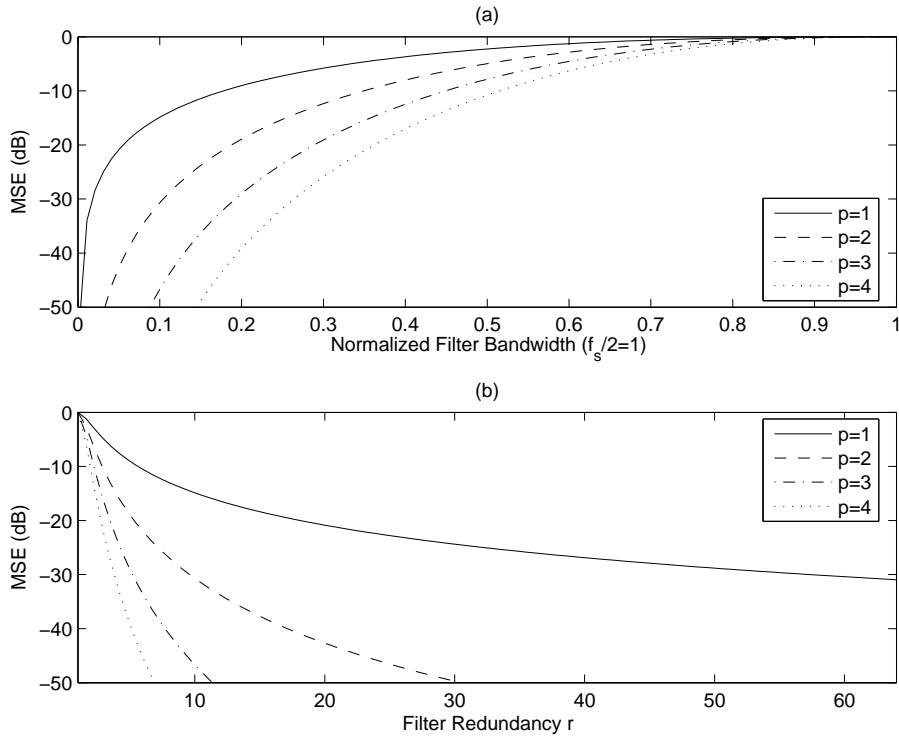 (a)
MSE (dB)
0
−10
−20
−30
−40
−50
0 0.1 0.2 0.3 0.4 0.5 0.6 0.7 0.8 0.9 1
Normalized Filter Bandwidth (f_s/2=1)
p=1
p=2
p=3
p=4
(b)
MSE (dB)
0
−10
−20
−30
−40
−50
10 20 30 40 50 60
Filter Redundancy r
p=1
p=2
p=3
p=4